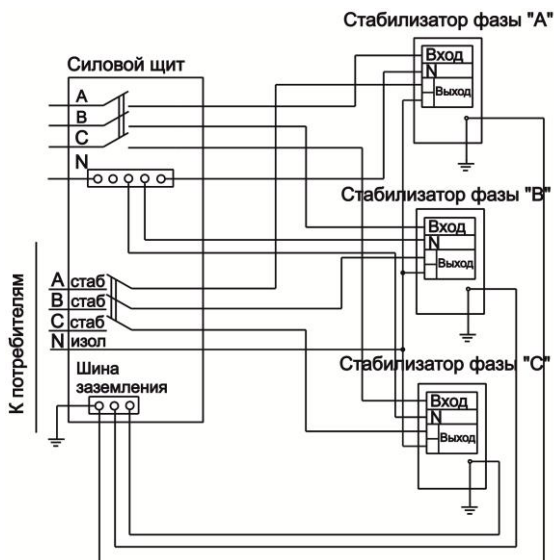 Стабилизатор фазы "А"
Вход
N
Выход
Силовой щит
A
B
C
N
Стабилизатор фазы "В"
Вход
N
Выход
К потребителям
A стаб
B стаб
C стаб
N изол
Шина
заземления
Стабилизатор фазы "С"
Вход
N
Выход